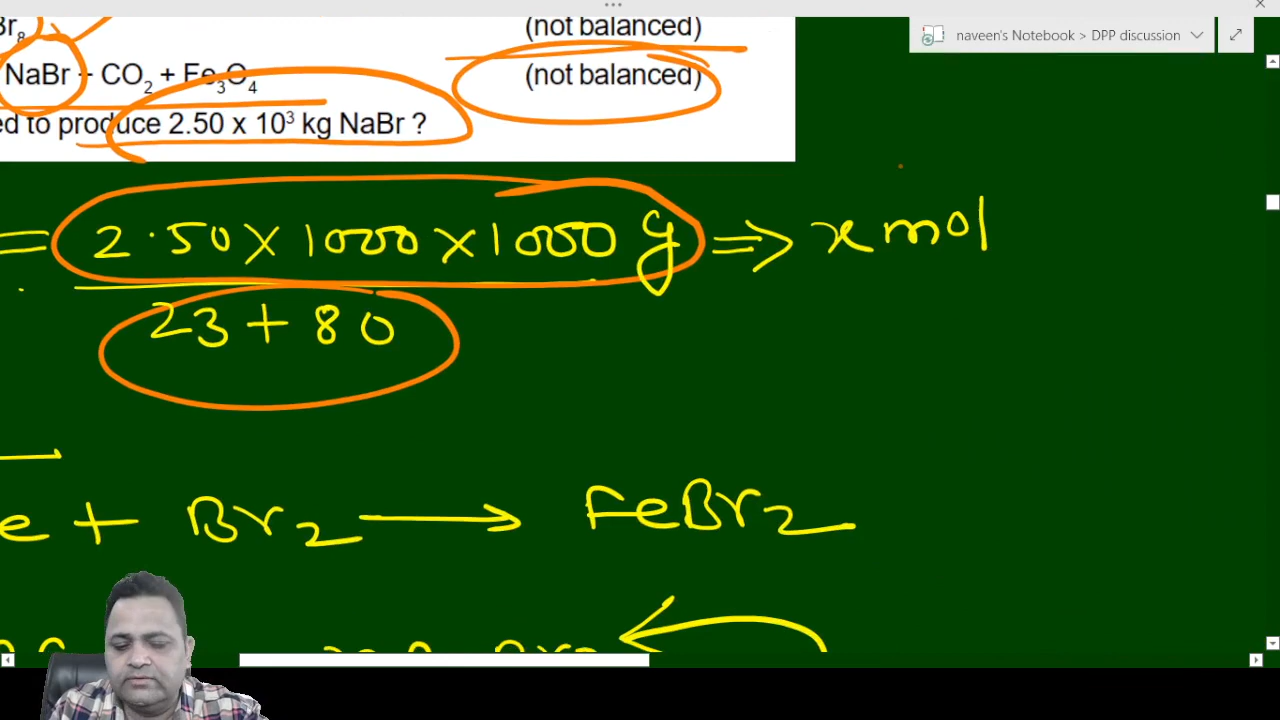 Br8 (not balanced)
naveen's Notebook > DPP discussion
NaBr + CO2 + Fe3O4 (not balanced)
ed to produce 2.50 x 10³ kg NaBr ?
= 2.50 × 1000 × 1000 g ⇒ x mol
23 + 80
e + Br2 → FeBr2